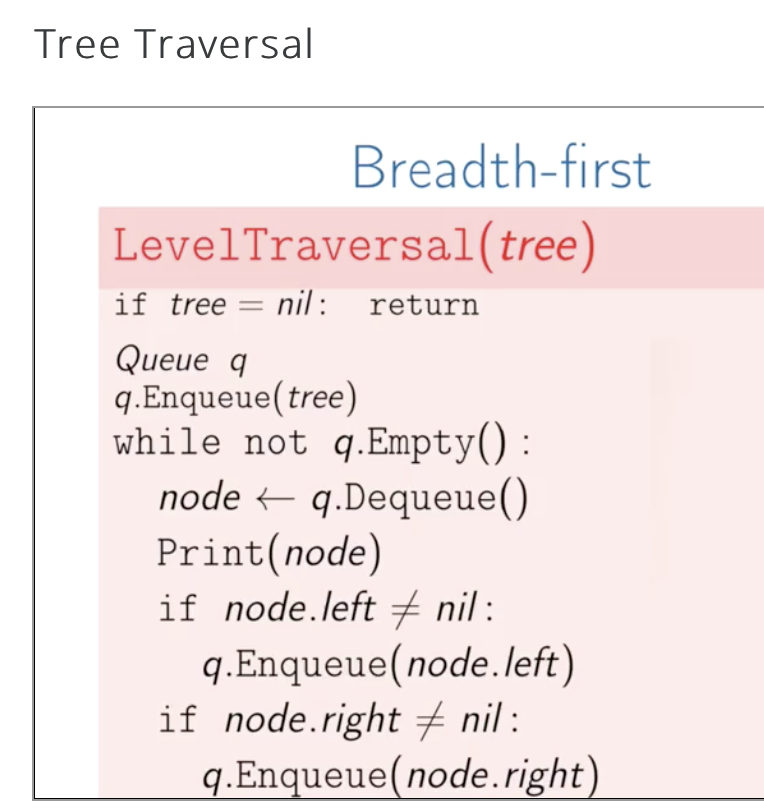 Tree Traversal
Breadth-first
LevelTraversal(tree)
if tree = nil: return
Queue q
q.Enqueue(tree)
while not q.Empty():
node ← q.Dequeue()
Print(node)
if node.left ≠ nil:
q.Enqueue(node.left)
if node.right ≠ nil:
q.Enqueue(node.right)